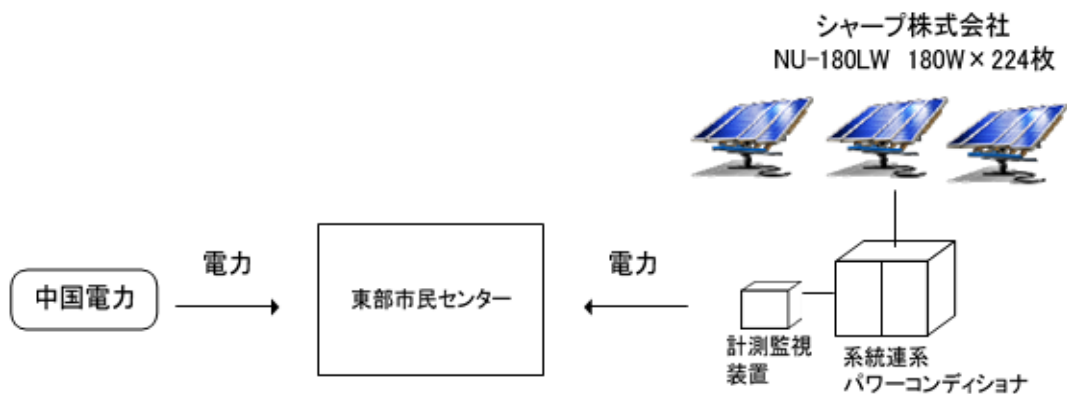 シャープ株式会社
NU-180LW 180W×224枚
電力
電力
中国電力
東部市民センター
計測監視
装置
系統連系
パワーコンディショナ